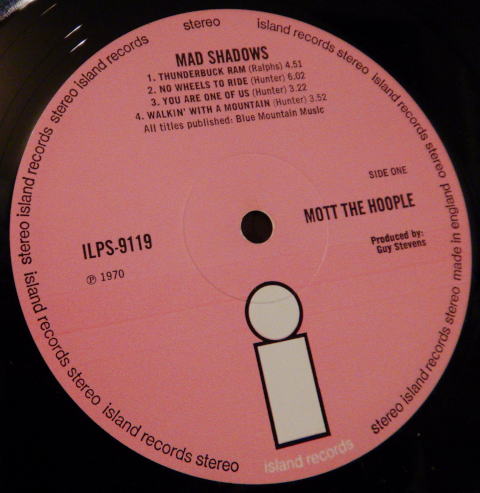 stereo island records stereo island records stereo island records stereo made in england stereo island records stereo island records stereo island records stereo island records
MAD SHADOWS
1. THUNDERBUCK RAM (Ralphs) 4.51
2. NO WHEELS TO RIDE (Hunter) 6.02
3. YOU ARE ONE OF US (Hunter) 3.22
4. WALKIN' WITH A MOUNTAIN (Hunter) 3.52
All titles published: Blue Mountain Music
SIDE ONE
MOTT THE HOOPLE
ILPS-9119
Ⓟ 1970
Produced by:
Guy Stevens
island records